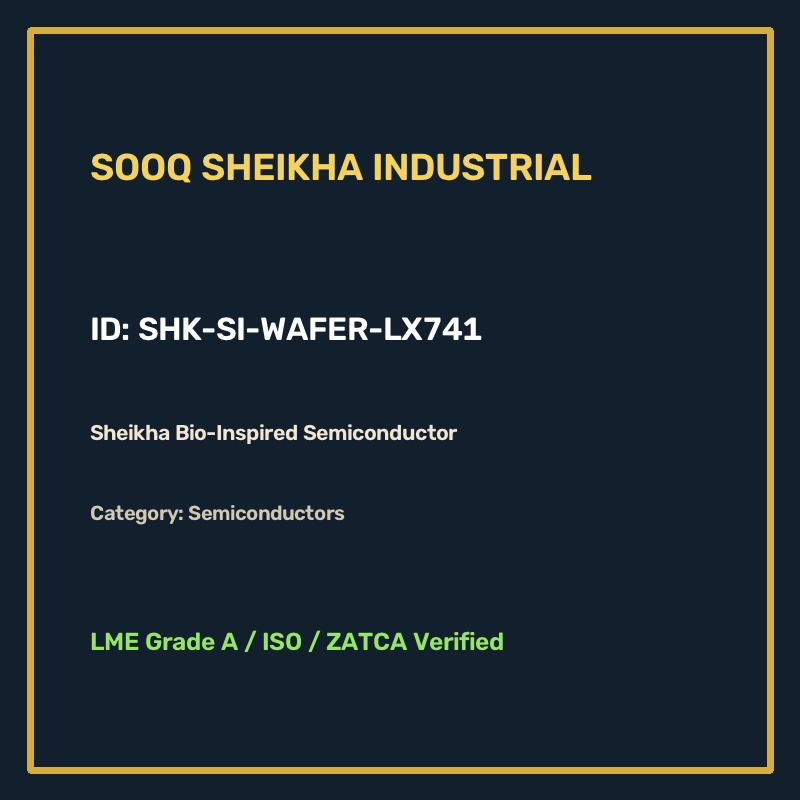 SOOQ SHEIKHA INDUSTRIAL
ID: SHK-SI-WAFER-LX741
Sheikha Bio-Inspired Semiconductor
Category: Semiconductors
LME Grade A / ISO / ZATCA Verified